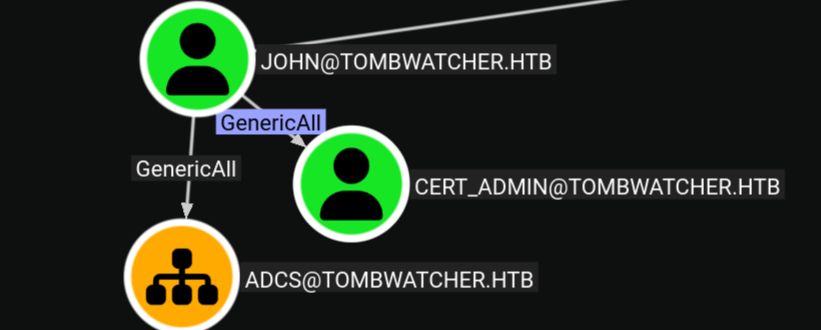 JOHN@TOMBWATCHER.HTB
GenericAll
GenericAll
CERT_ADMIN@TOMBWATCHER.HTB
ADCS@TOMBWATCHER.HTB